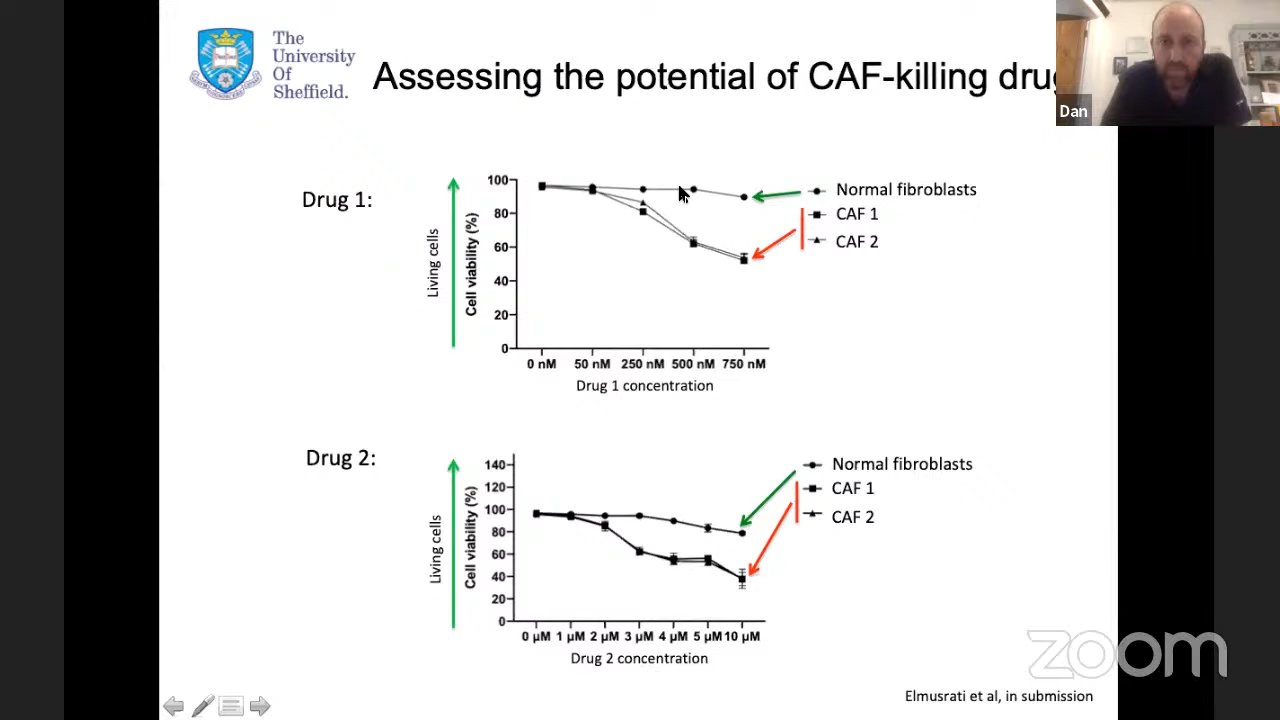 The
University
Of
Sheffield.
Assessing the potential of CAF-killing drug
Dan
Drug 1:
Living cells
Cell viability (%)
100
80
60
40
20
0
0 nM 50 nM 250 nM 500 nM 750 nM
Drug 1 concentration
Normal fibroblasts
CAF 1
CAF 2
Drug 2:
Living cells
Cell viability (%)
140
120
100
80
60
40
20
0
0 µM 1 µM 2 µM 3 µM 4 µM 5 µM 10 µM
Drug 2 concentration
Normal fibroblasts
CAF 1
CAF 2
zoom
Elmusrati et al, in submission